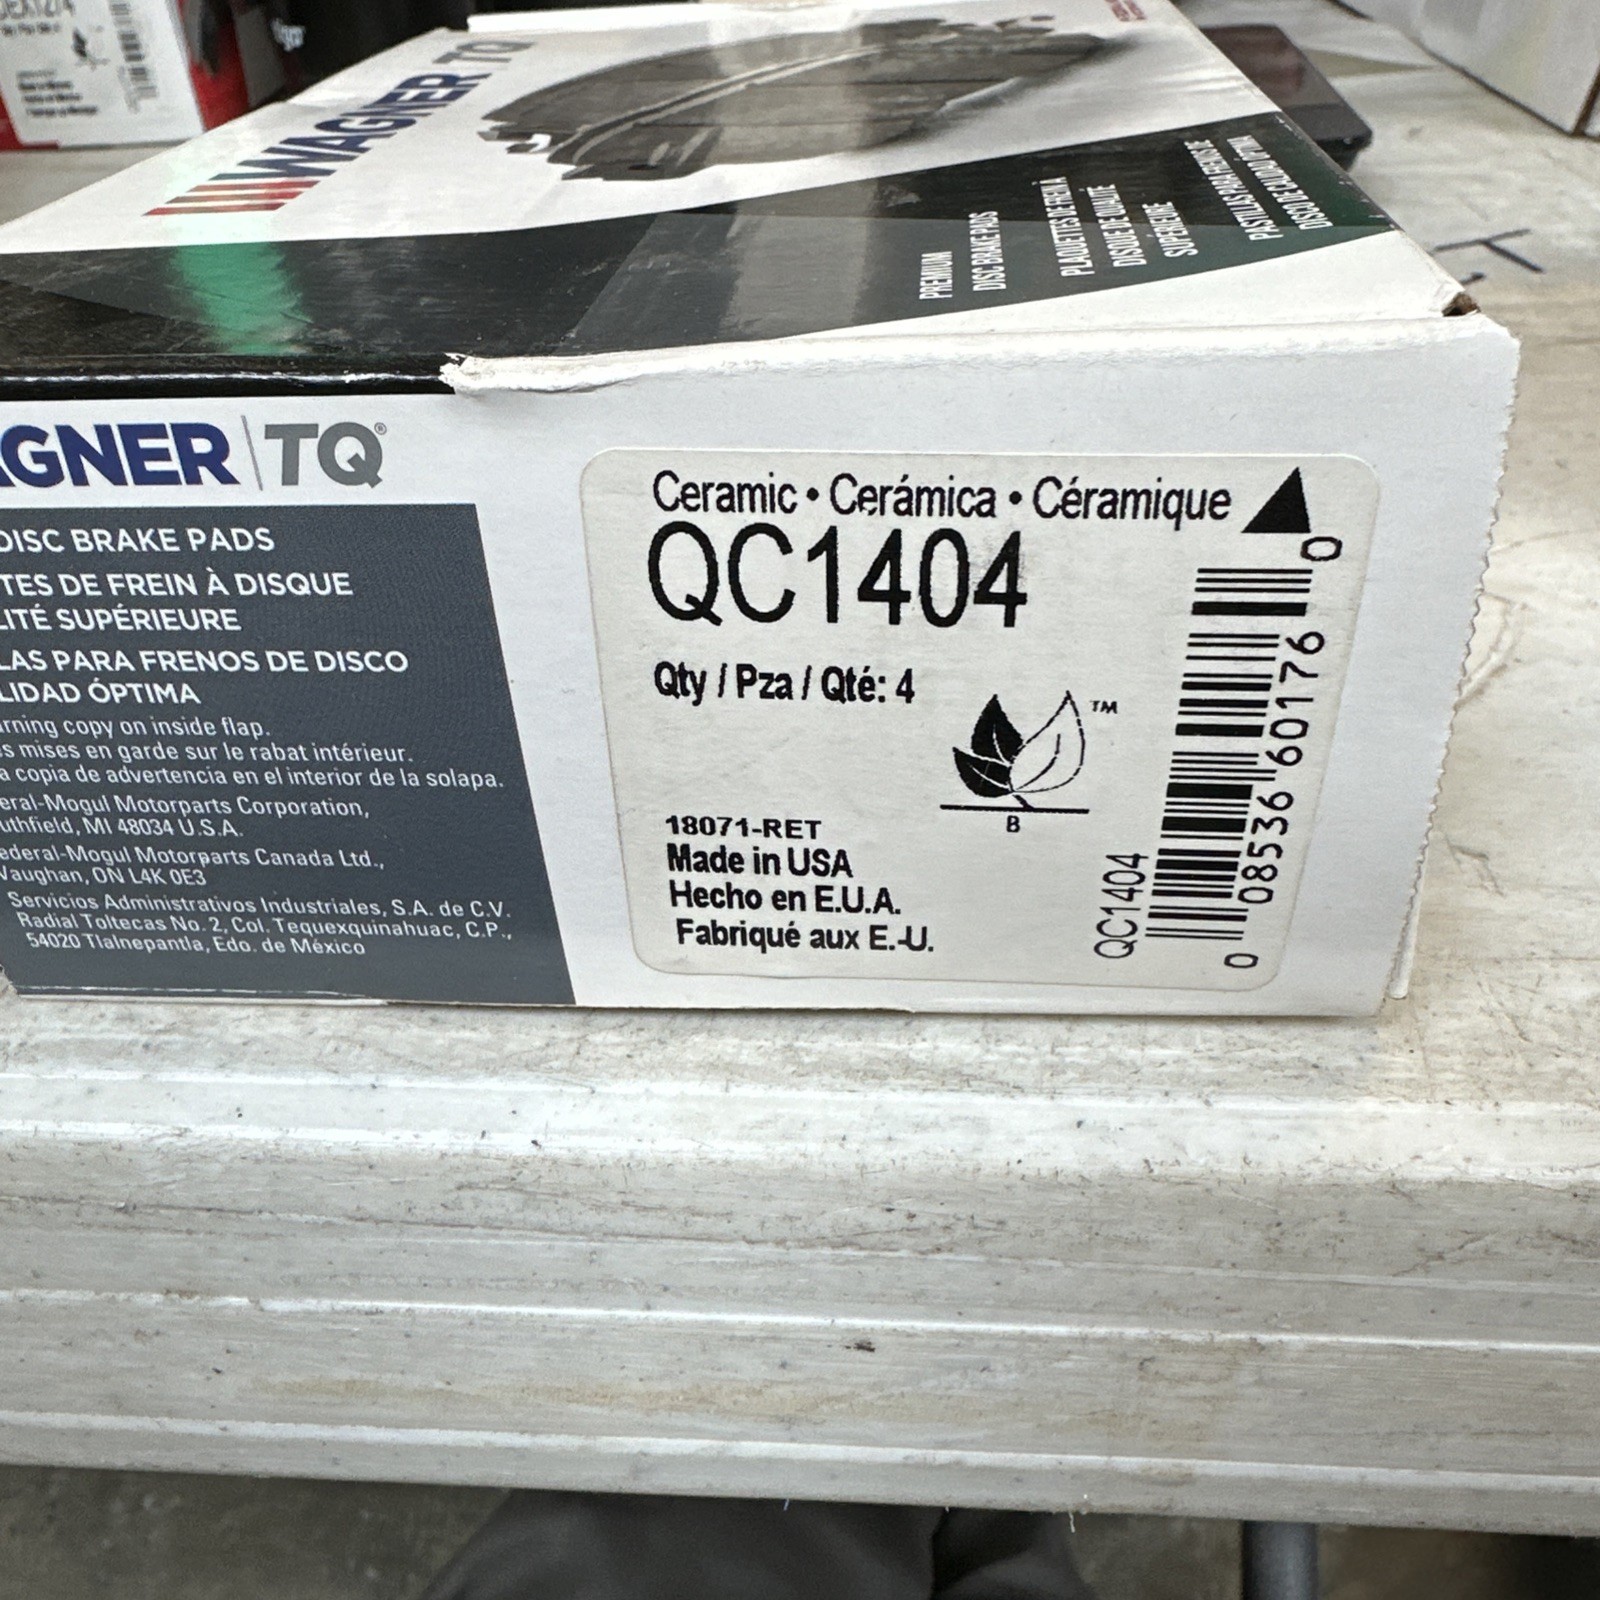 WAGNER TQ
PREMIUM
DISC BRAKE PADS
PLAQUETTES DE FREIN À
DISQUE DE QUALITÉ
SUPÉRIEURE
PASTILLAS PARA FRENOS DE
DISCO DE CALIDAD ÓPTIMA
AGNER | TQ®
DISC BRAKE PADS
TES DE FREIN À DISQUE
LITÉ SUPÉRIEURE
LAS PARA FRENOS DE DISCO
LIDAD ÓPTIMA
rning copy on inside flap.
s mises en garde sur le rabat intérieur.
a copia de advertencia en el interior de la solapa.
eral-Mogul Motorparts Corporation,
uthfield, MI 48034 U.S.A.
ederal-Mogul Motorparts Canada Ltd.,
Vaughan, ON L4K 0E3
Servicios Administrativos Industriales, S.A. de C.V.
Radial Toltecas No. 2, Col. Tequexquinahuac, C.P.,
54020 Tlalnepantla, Edo. de México
Ceramic • Cerámica • Céramique
QC1404
Qty / Pza / Qté: 4
TM
B
18071-RET
Made in USA
Hecho en E.U.A.
Fabriqué aux E.-U.
QC1404
0 08536 60176 0